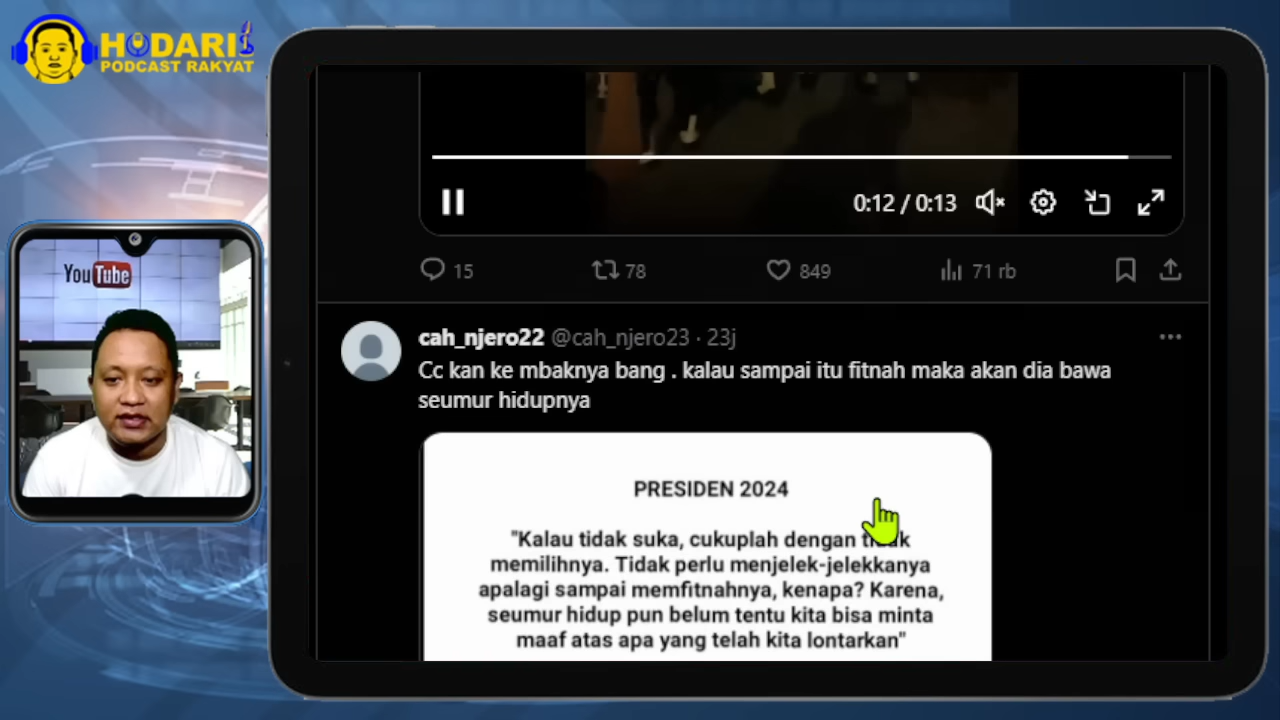 HODARI
PODCAST RAKYAT
YouTube
0:12 / 0:13
15
78
849
71 rb
cah_njero22 @cah_njero23 · 23j
Cc kan ke mbaknya bang . kalau sampai itu fitnah maka akan dia bawa
seumur hidupnya
PRESIDEN 2024
"Kalau tidak suka, cukuplah dengan tidak
memilihnya. Tidak perlu menjelek-jelekkanya
apalagi sampai memfitnahnya, kenapa? Karena,
seumur hidup pun belum tentu kita bisa minta
maaf atas apa yang telah kita lontarkan"